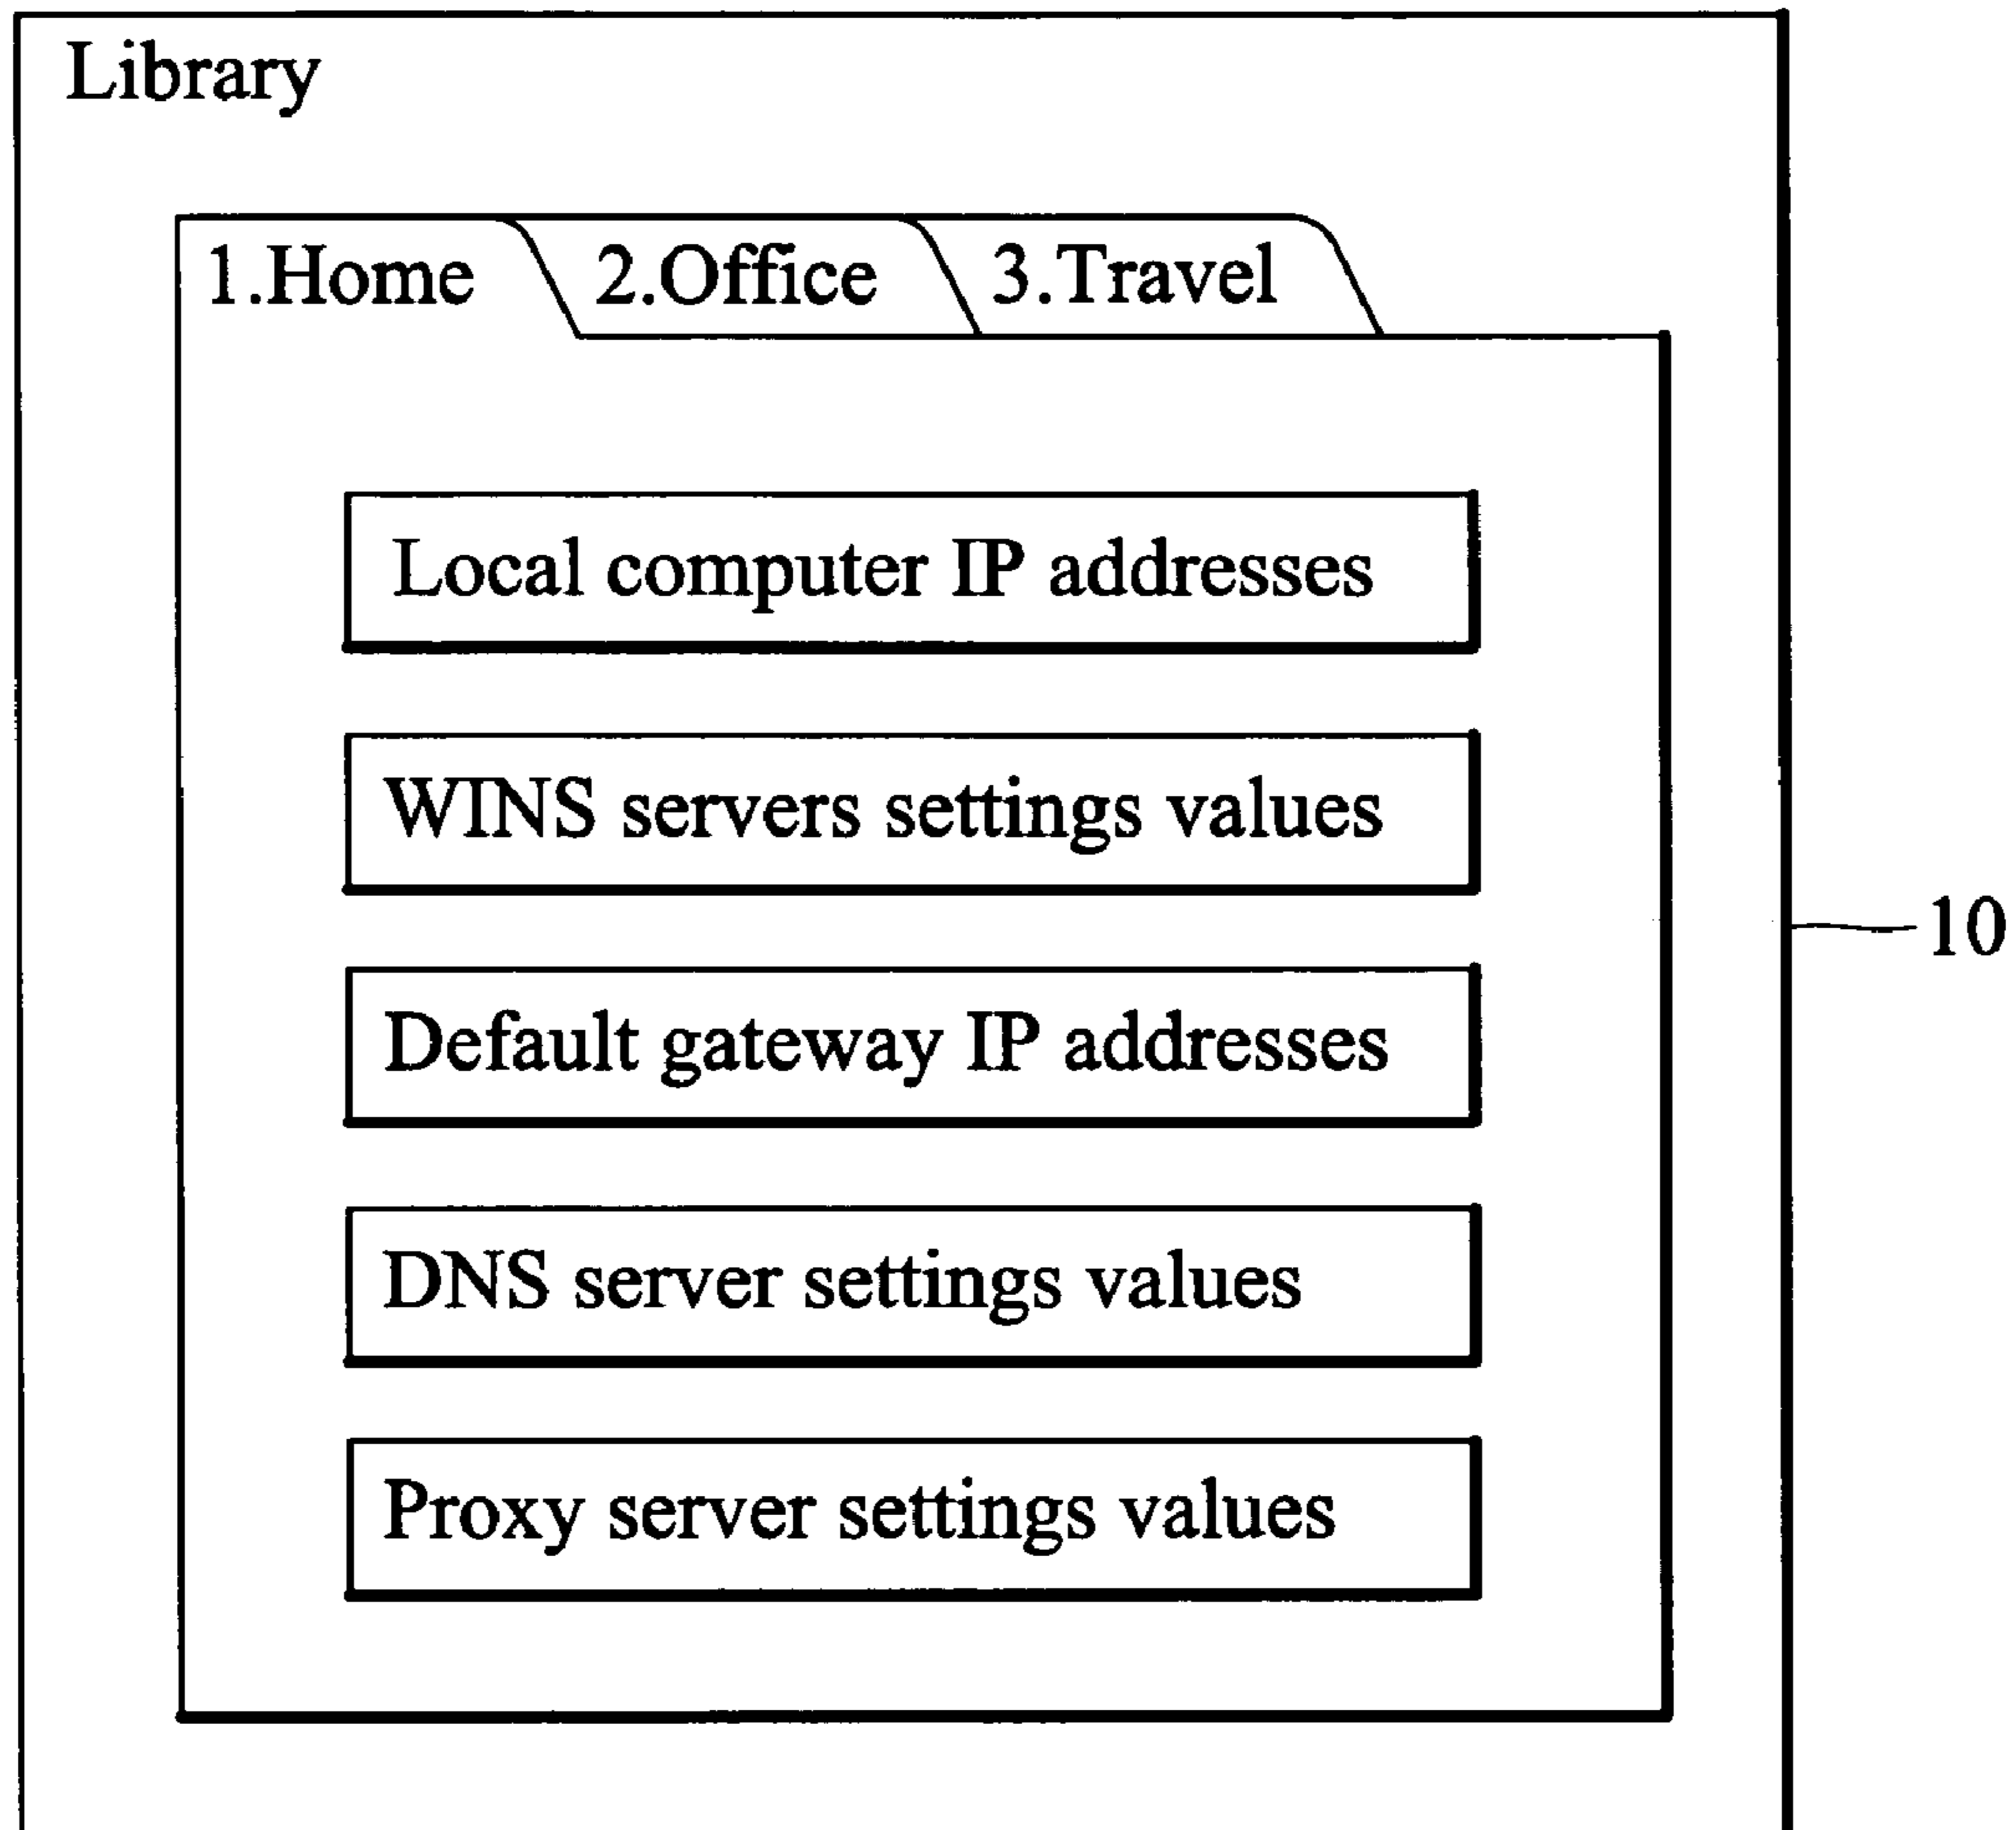 Library
1.Home 2.Office 3.Travel
Local computer IP addresses
WINS servers settings values
Default gateway IP addresses
10
DNS server settings values
Proxy server settings values